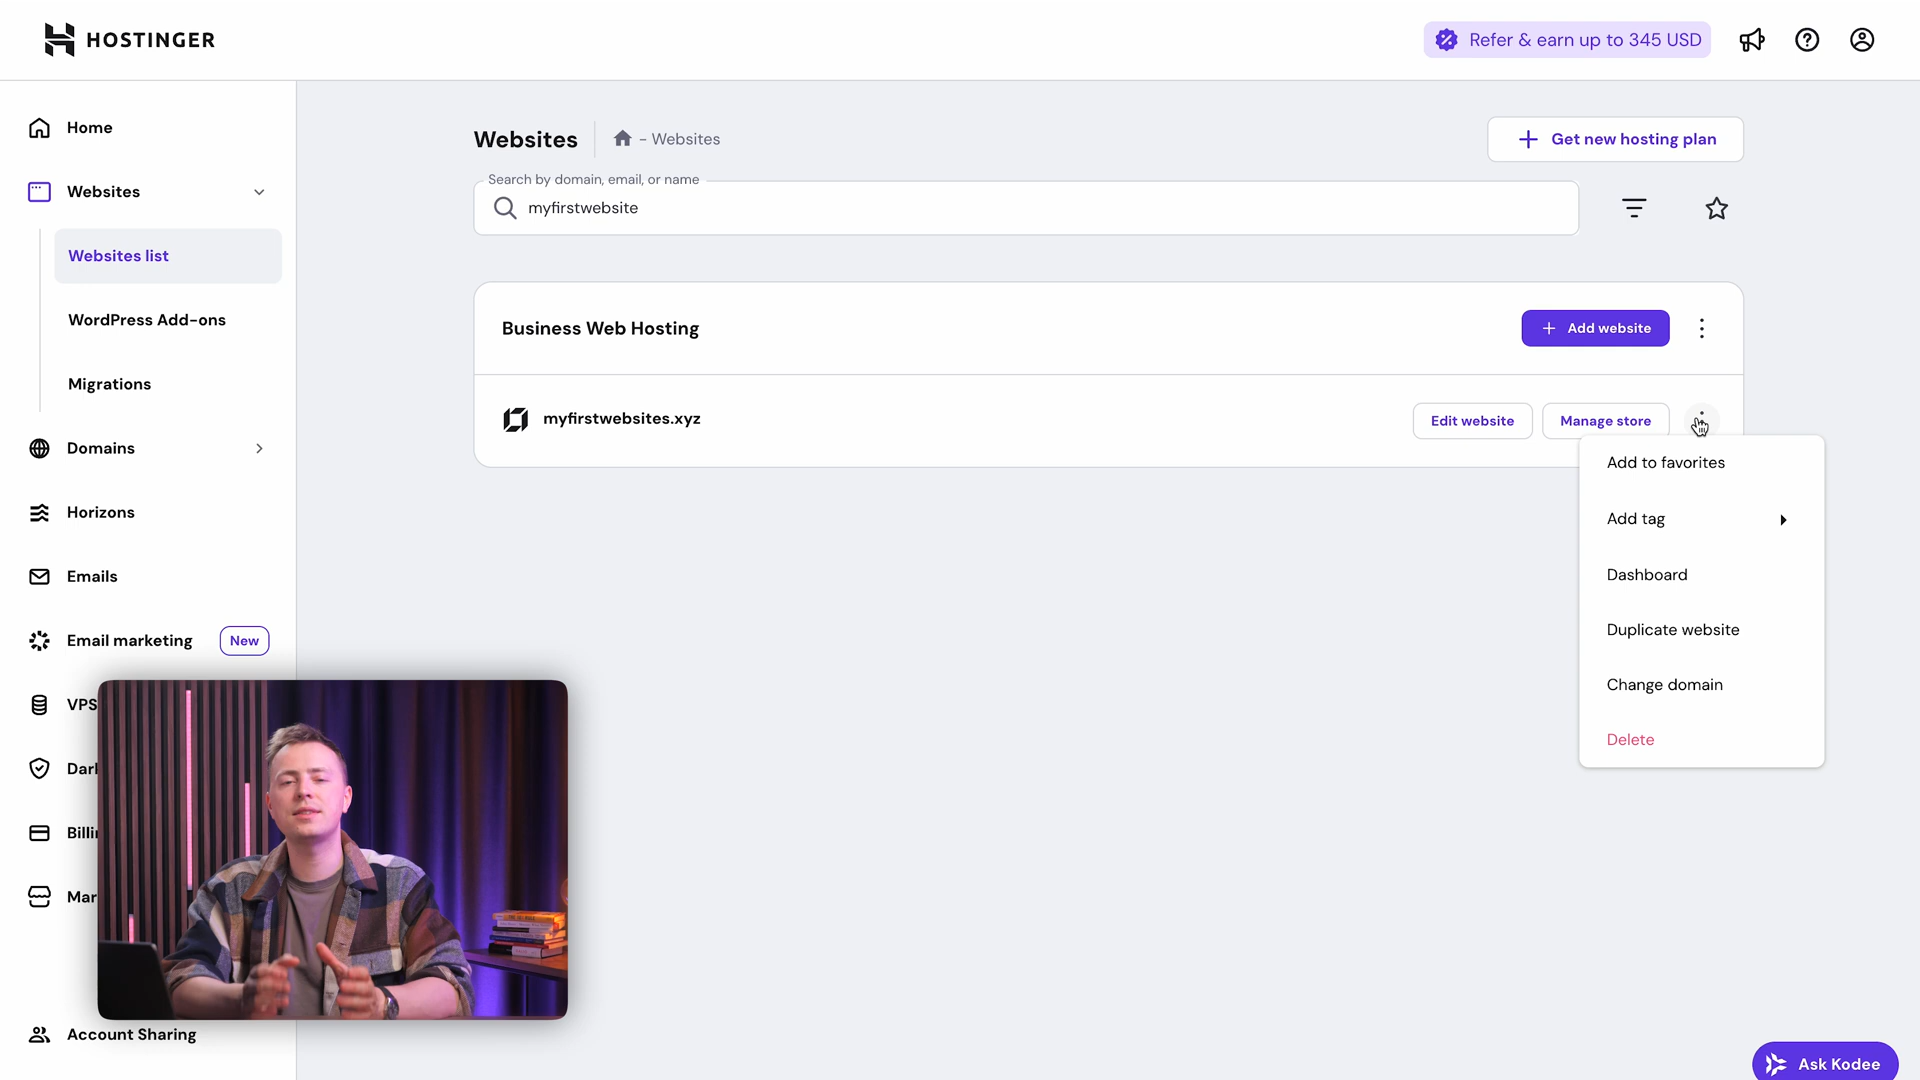 HOSTINGER
Refer & earn up to 345 USD
Home
Websites
Websites list
WordPress Add-ons
Migrations
Domains
Horizons
Emails
Email marketing
New
VPS
Account Sharing
Websites
- Websites
Get new hosting plan
Search by domain, email, or name
myfirstwebsite
Business Web Hosting
Add website
myfirstwebsites.xyz
Edit website
Manage store
Add to favorites
Add tag
Dashboard
Duplicate website
Change domain
Delete
Ask Kodee